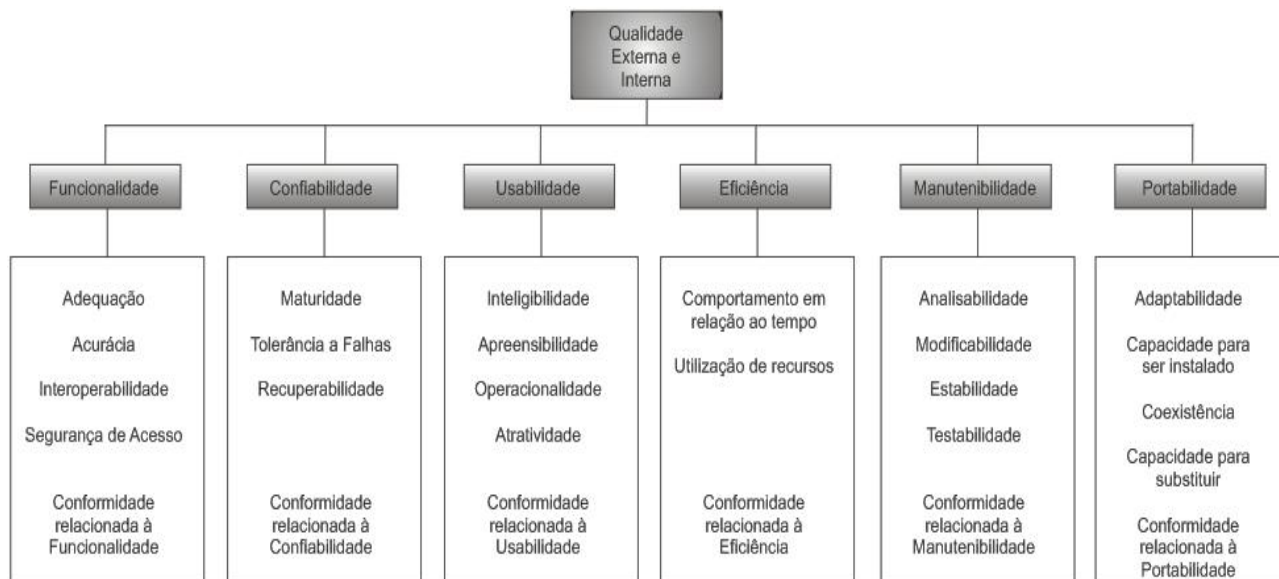 Qualidade
Externa e
Interna
Funcionalidade
Confiabilidade
Usabilidade
Eficiência
Manutenibilidade
Portabilidade
Adequação
Acurácia
Interoperabilidade
Segurança de Acesso
Conformidade
relacionada à
Funcionalidade
Maturidade
Tolerância a Falhas
Recuperabilidade
Conformidade
relacionada à
Confiabilidade
Inteligibilidade
Apreensibilidade
Operacionalidade
Atratividade
Conformidade
relacionada à
Usabilidade
Comportamento em
relação ao tempo
Utilização de recursos
Conformidade
relacionada à
Eficiência
Analisabilidade
Modificabilidade
Estabilidade
Testabilidade
Conformidade
relacionada à
Manutenibilidade
Adaptabilidade
Capacidade para
ser instalado
Coexistência
Capacidade para
substituir
Conformidade
relacionada à
Portabilidade